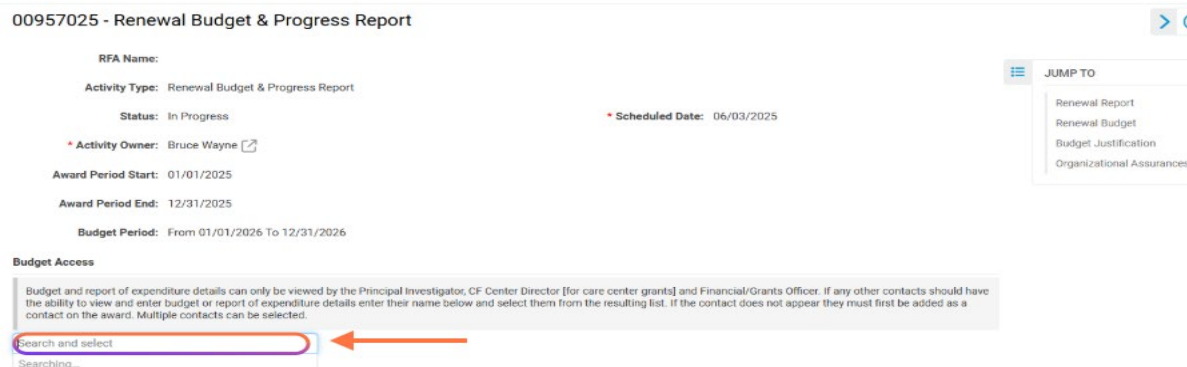 00957025 - Renewal Budget & Progress Report
RFA Name:
Activity Type: Renewal Budget & Progress Report
Status: In Progress
* Scheduled Date: 06/03/2025
* Activity Owner: Bruce Wayne
Award Period Start: 01/01/2025
Award Period End: 12/31/2025
Budget Period: From 01/01/2026 To 12/31/2026
Budget Access
Budget and report of expenditure details can only be viewed by the Principal Investigator, CF Center Director [for care center grants] and Financial/Grants Officer. If any other contacts should have
the ability to view and enter budget or report of expenditure details enter their name below and select them from the resulting list. If the contact does not appear they must first be added as a
contact on the award. Multiple contacts can be selected.
Search and select
Searching...
JUMP TO
Renewal Report
Renewal Budget
Budget Justification
Organizational Assurances